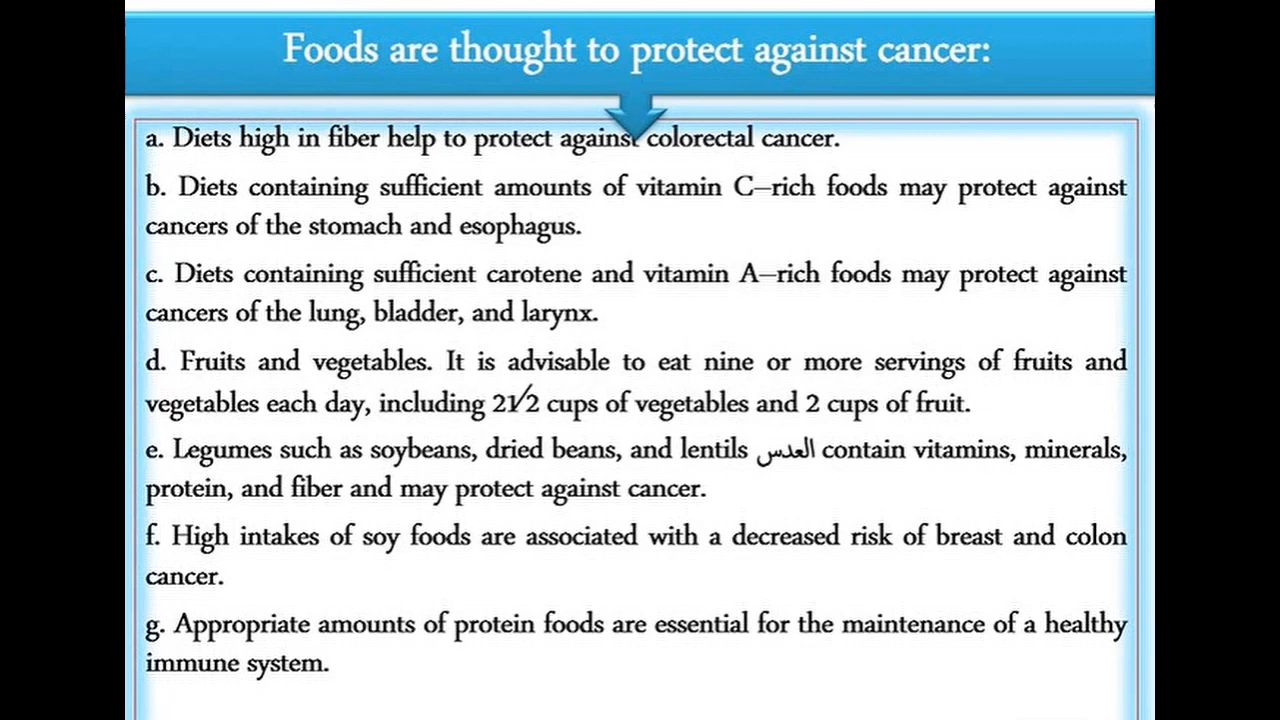 Foods are thought to protect against cancer:
a. Diets high in fiber help to protect against colorectal cancer.
b. Diets containing sufficient amounts of vitamin C–rich foods may protect against
cancers of the stomach and esophagus.
c. Diets containing sufficient carotene and vitamin A–rich foods may protect against
cancers of the lung, bladder, and larynx.
d. Fruits and vegetables. It is advisable to eat nine or more servings of fruits and
vegetables each day, including 21⁄2 cups of vegetables and 2 cups of fruit.
e. Legumes such as soybeans, dried beans, and lentils العدس contain vitamins, minerals,
protein, and fiber and may protect against cancer.
f. High intakes of soy foods are associated with a decreased risk of breast and colon
cancer.
g. Appropriate amounts of protein foods are essential for the maintenance of a healthy
immune system.